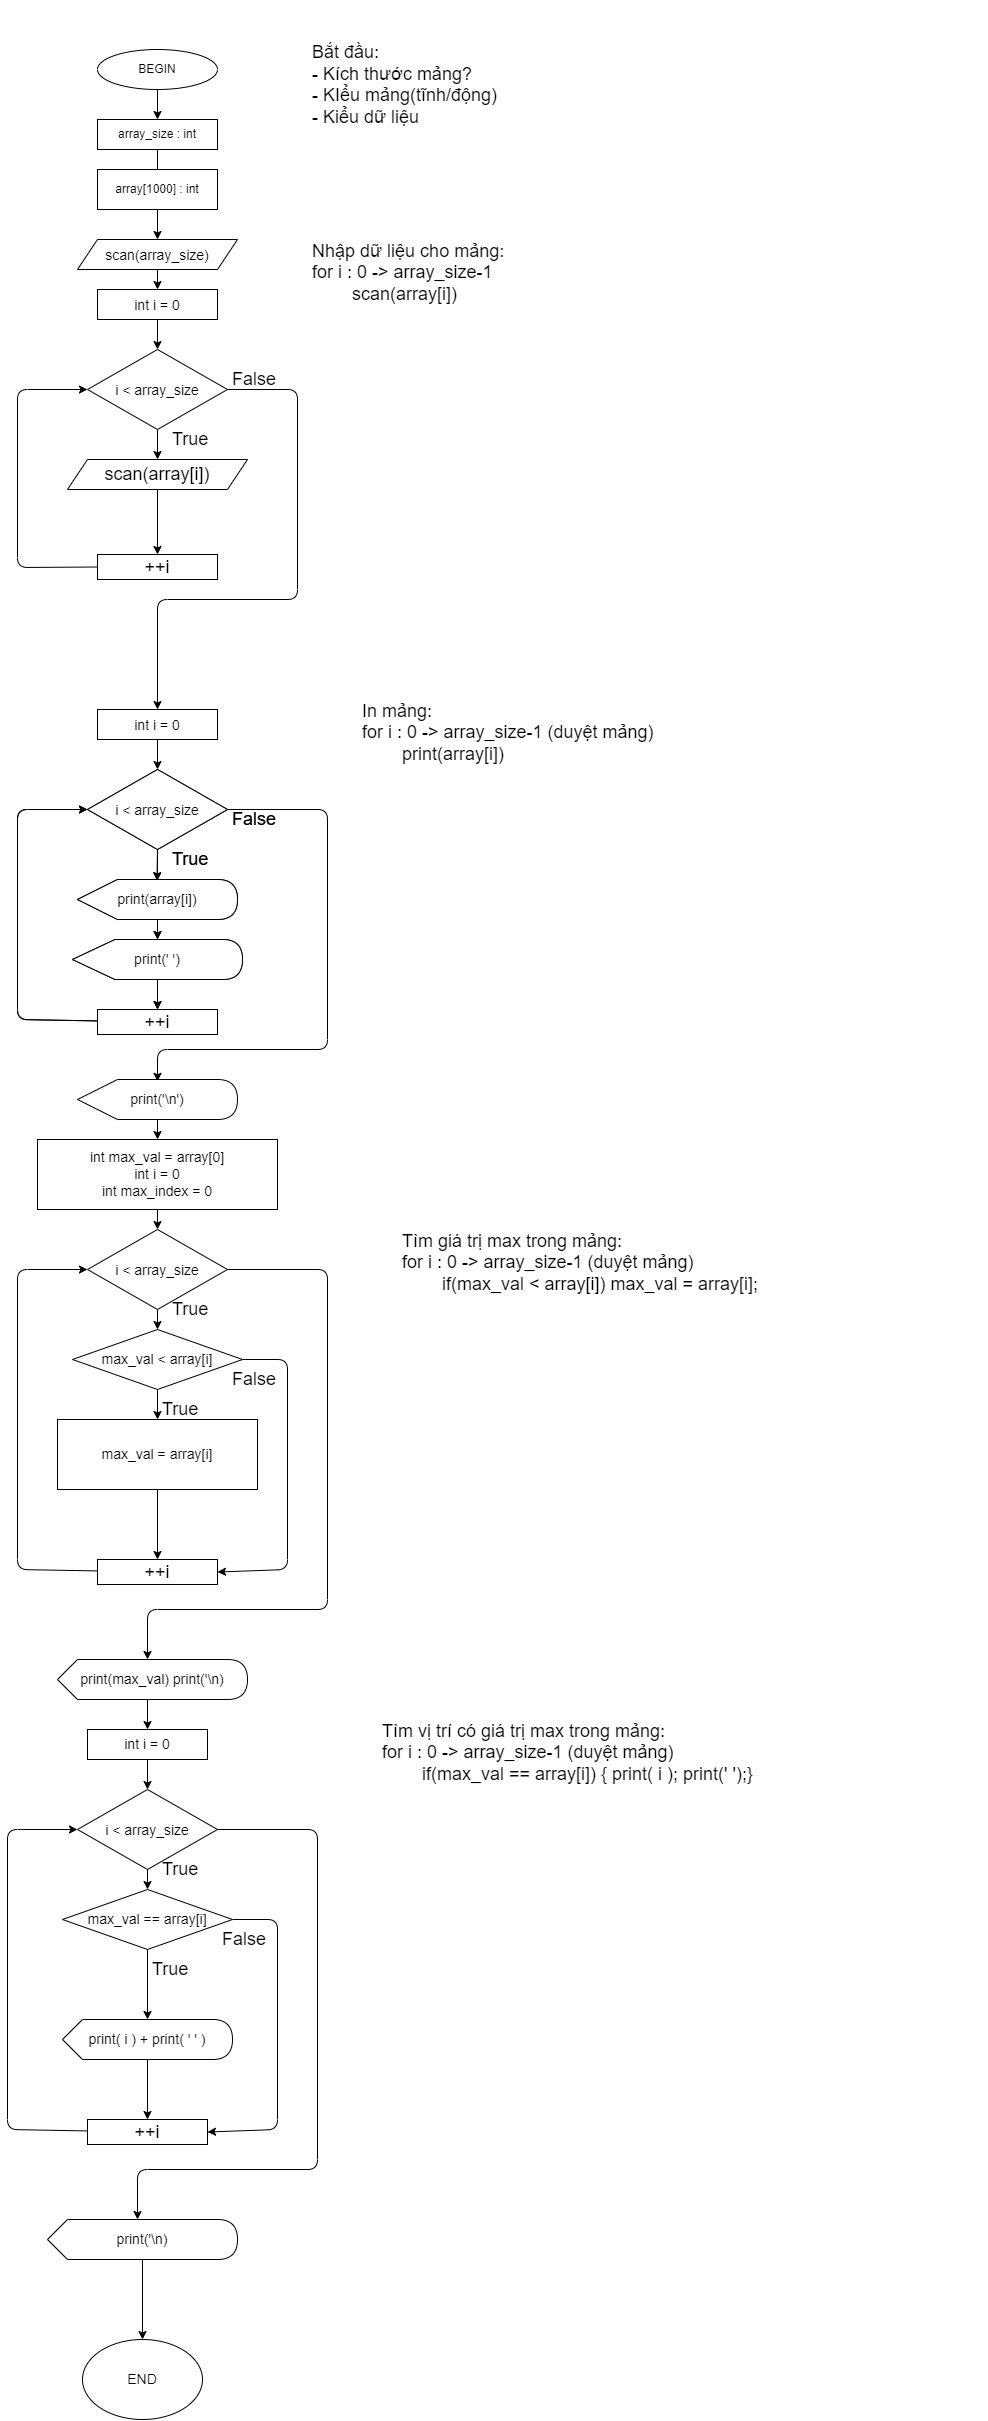 BEGIN
Bắt đầu:
- Kích thước mảng?
- KIểu mảng(tĩnh/động)
- Kiểu dữ liệu
array_size : int
array[1000] : int
scan(array_size)
Nhập dữ liệu cho mảng:
for i : 0 -> array_size-1
scan(array[i])
int i = 0
i < array_size
False
True
scan(array[i])
++i
int i = 0
In mảng:
for i : 0 -> array_size-1 (duyệt mảng)
print(array[i])
i < array_size
False
True
print(array[i])
print(' ')
++i
print('\n')
int max_val = array[0]
int i = 0
int max_index = 0
i < array_size
Tìm giá trị max trong mảng:
for i : 0 -> array_size-1 (duyệt mảng)
if(max_val < array[i]) max_val = array[i];
True
max_val < array[i]
False
True
max_val = array[i]
++i
print(max_val) print('\n)
int i = 0
Tìm vị trí có giá trị max trong mảng:
for i : 0 -> array_size-1 (duyệt mảng)
if(max_val == array[i]) { print( i ); print(' ');}
i < array_size
True
max_val == array[i]
False
True
print( i ) + print( ' ' )
++i
print('\n)
END